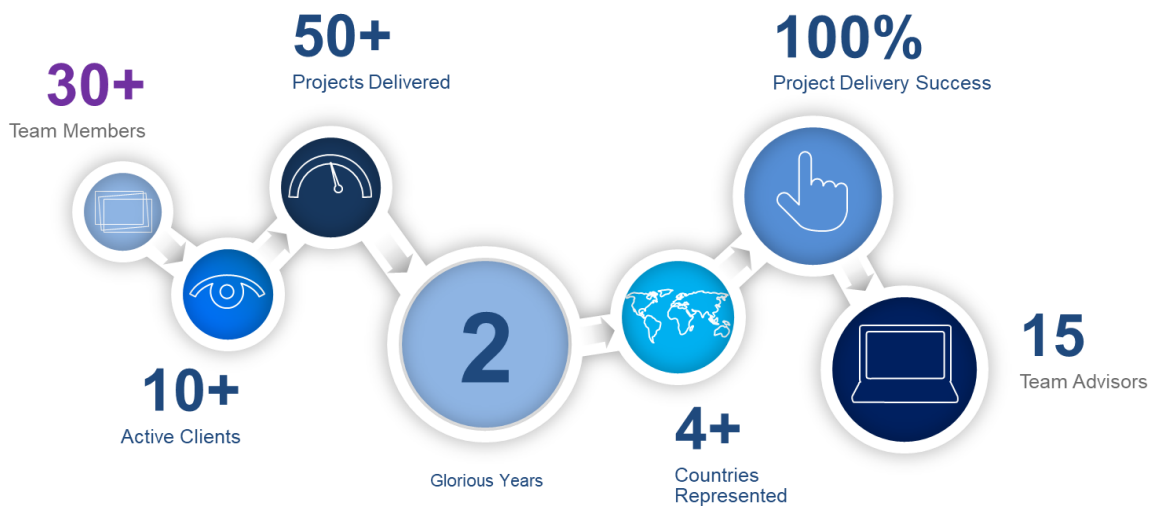 30+
Team Members
10+
Active Clients
50+
Projects Delivered
2
Glorious Years
4+
Countries
Represented
100%
Project Delivery Success
15
Team Advisors